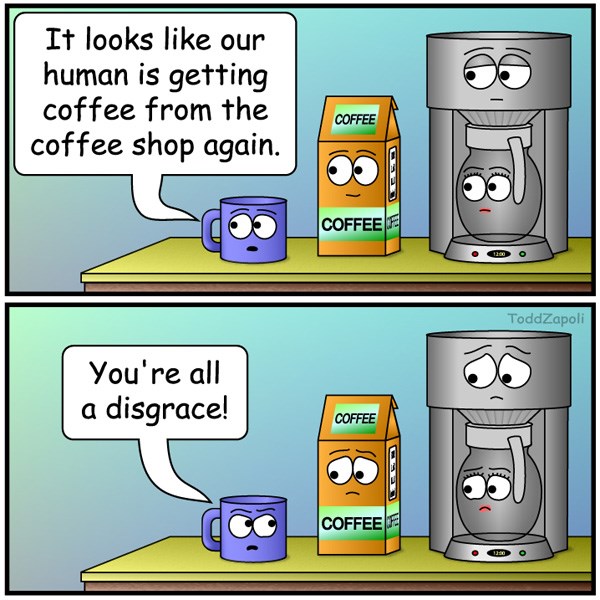 It looks like our
human is getting
coffee from the
coffee shop again.
COFFEE
COFFEE
12:00
ToddZapoli
You're all
a disgrace!
COFFEE
COFFEE
12:00